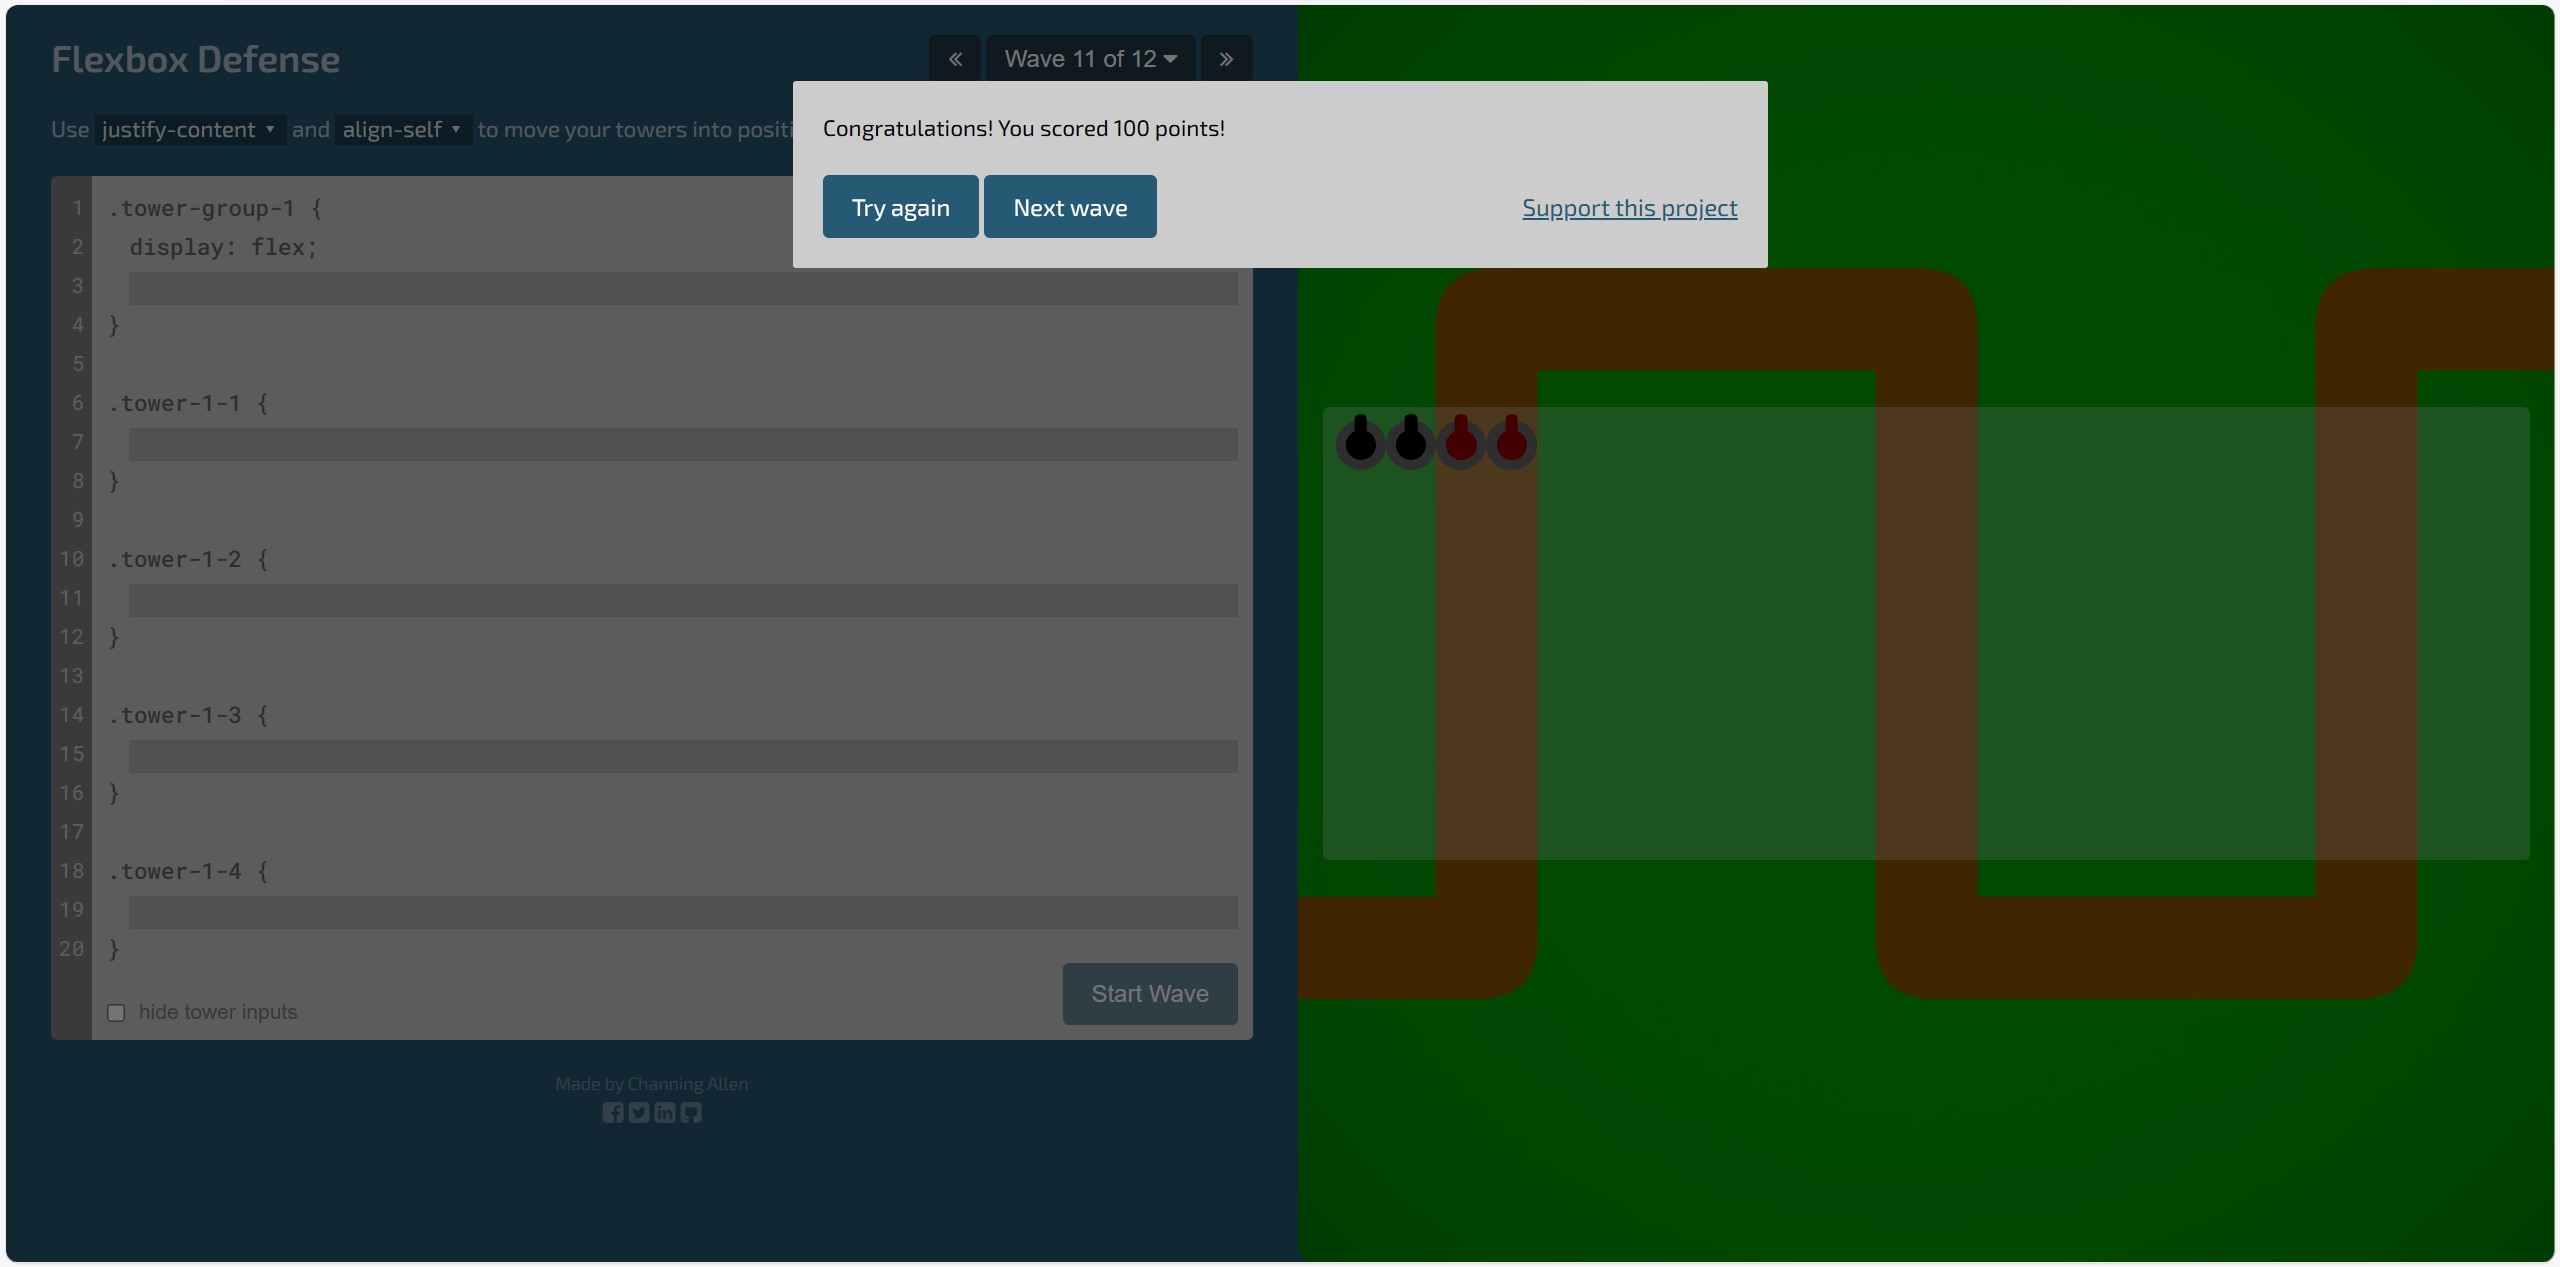 Flexbox Defense
« Wave 11 of 12 »
Use justify-content and align-self to move your towers into positi
Congratulations! You scored 100 points!
Try again Next wave Support this project
1 .tower-group-1 {
2 display: flex;
3
4 }
5
6 .tower-1-1 {
7
8 }
9
10 .tower-1-2 {
11
12 }
13
14 .tower-1-3 {
15
16 }
17
18 .tower-1-4 {
19
20 }
Start Wave
hide tower inputs
Made by Channing Allen